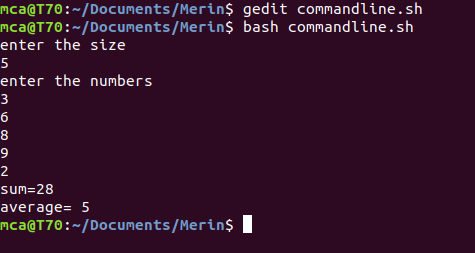 mca@T70:~/Documents/Merin$ gedit commandline.sh
mca@T70:~/Documents/Merin$ bash commandline.sh
enter the size
5
enter the numbers
3
6
8
9
2
sum=28
average= 5
mca@T70:~/Documents/Merin$